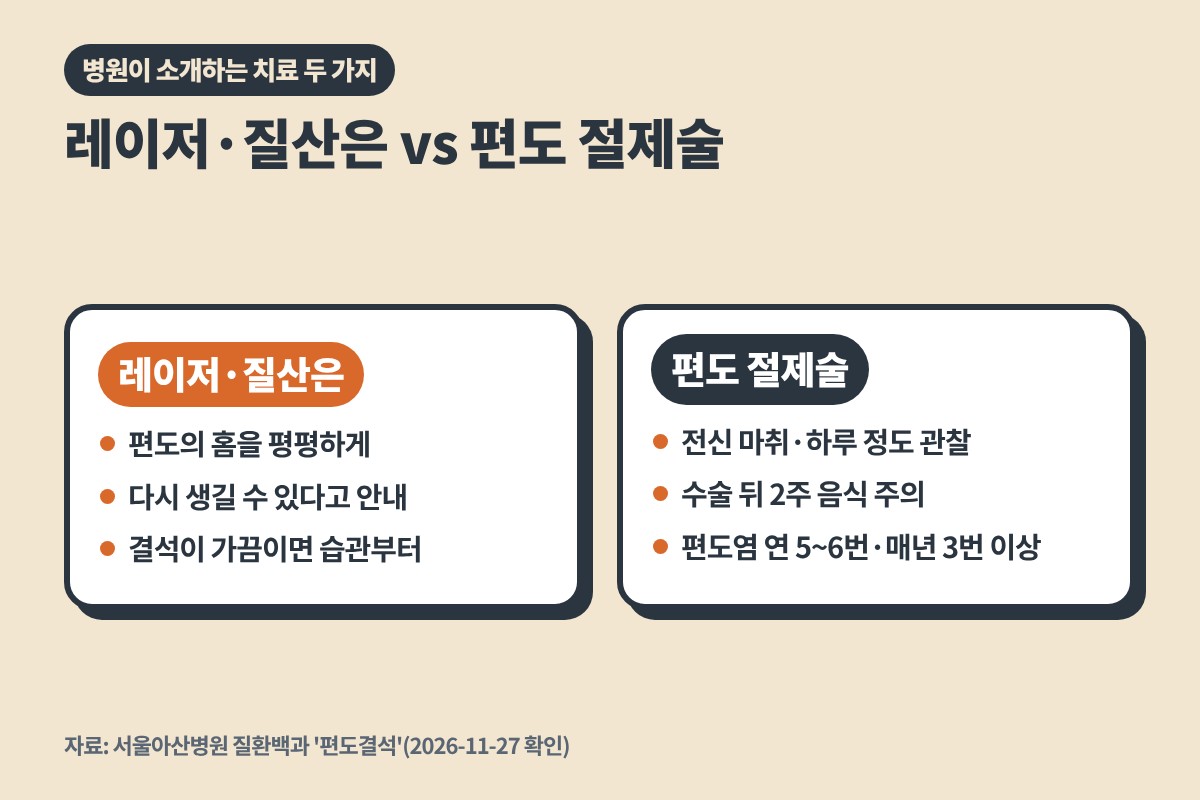 병원이 소개하는 치료 두 가지
레이저·질산은 vs 편도 절제술
레이저·질산은
편도의 홈을 평평하게
다시 생길 수 있다고 안내
결석이 가끔이면 습관부터
편도 절제술
전신 마취·하루 정도 관찰
수술 뒤 2주 음식 주의
편도염 연 5~6번·매년 3번 이상
자료: 서울아산병원 질환백과 '편도결석'(2026-11-27 확인)